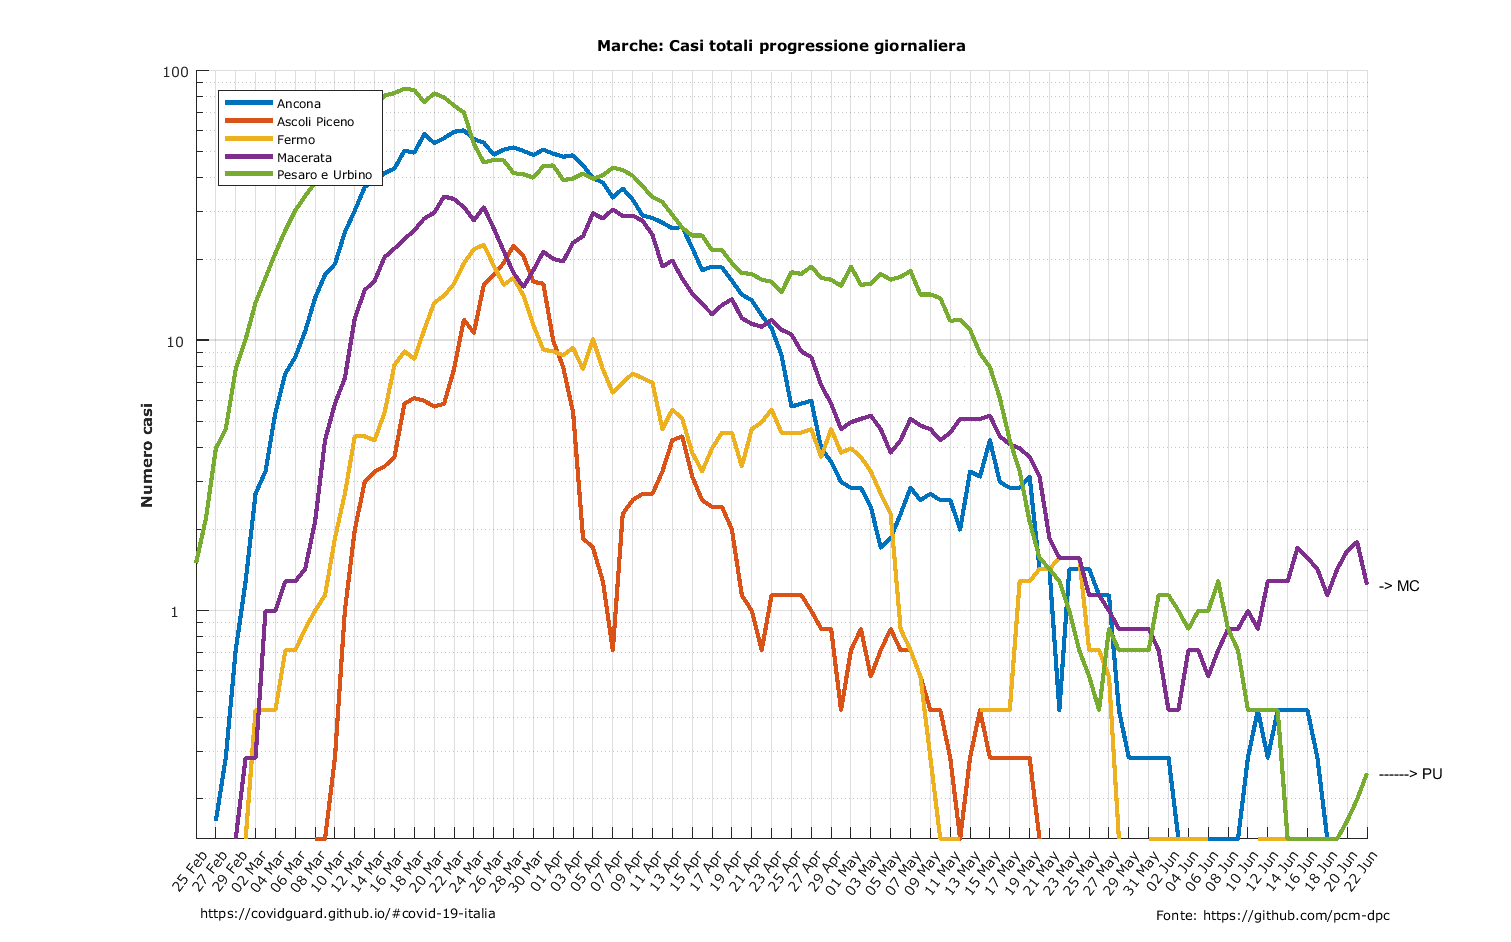 Marche: Casi totali progressione giornaliera
100
10
1
Numero casi
Ancona
Ascoli Piceno
Fermo
Macerata
Pesaro e Urbino
-> MC
------> PU
25 Feb
27 Feb
29 Feb
02 Mar
04 Mar
06 Mar
08 Mar
10 Mar
12 Mar
14 Mar
16 Mar
18 Mar
20 Mar
22 Mar
24 Mar
26 Mar
28 Mar
30 Mar
01 Apr
03 Apr
05 Apr
07 Apr
09 Apr
11 Apr
13 Apr
15 Apr
17 Apr
19 Apr
21 Apr
23 Apr
25 Apr
27 Apr
29 Apr
01 May
03 May
05 May
07 May
09 May
11 May
13 May
15 May
17 May
19 May
21 May
23 May
25 May
27 May
29 May
31 May
02 Jun
04 Jun
06 Jun
08 Jun
10 Jun
12 Jun
14 Jun
16 Jun
18 Jun
20 Jun
22 Jun
https://covidguard.github.io/#covid-19-italia
Fonte: https://github.com/pcm-dpc